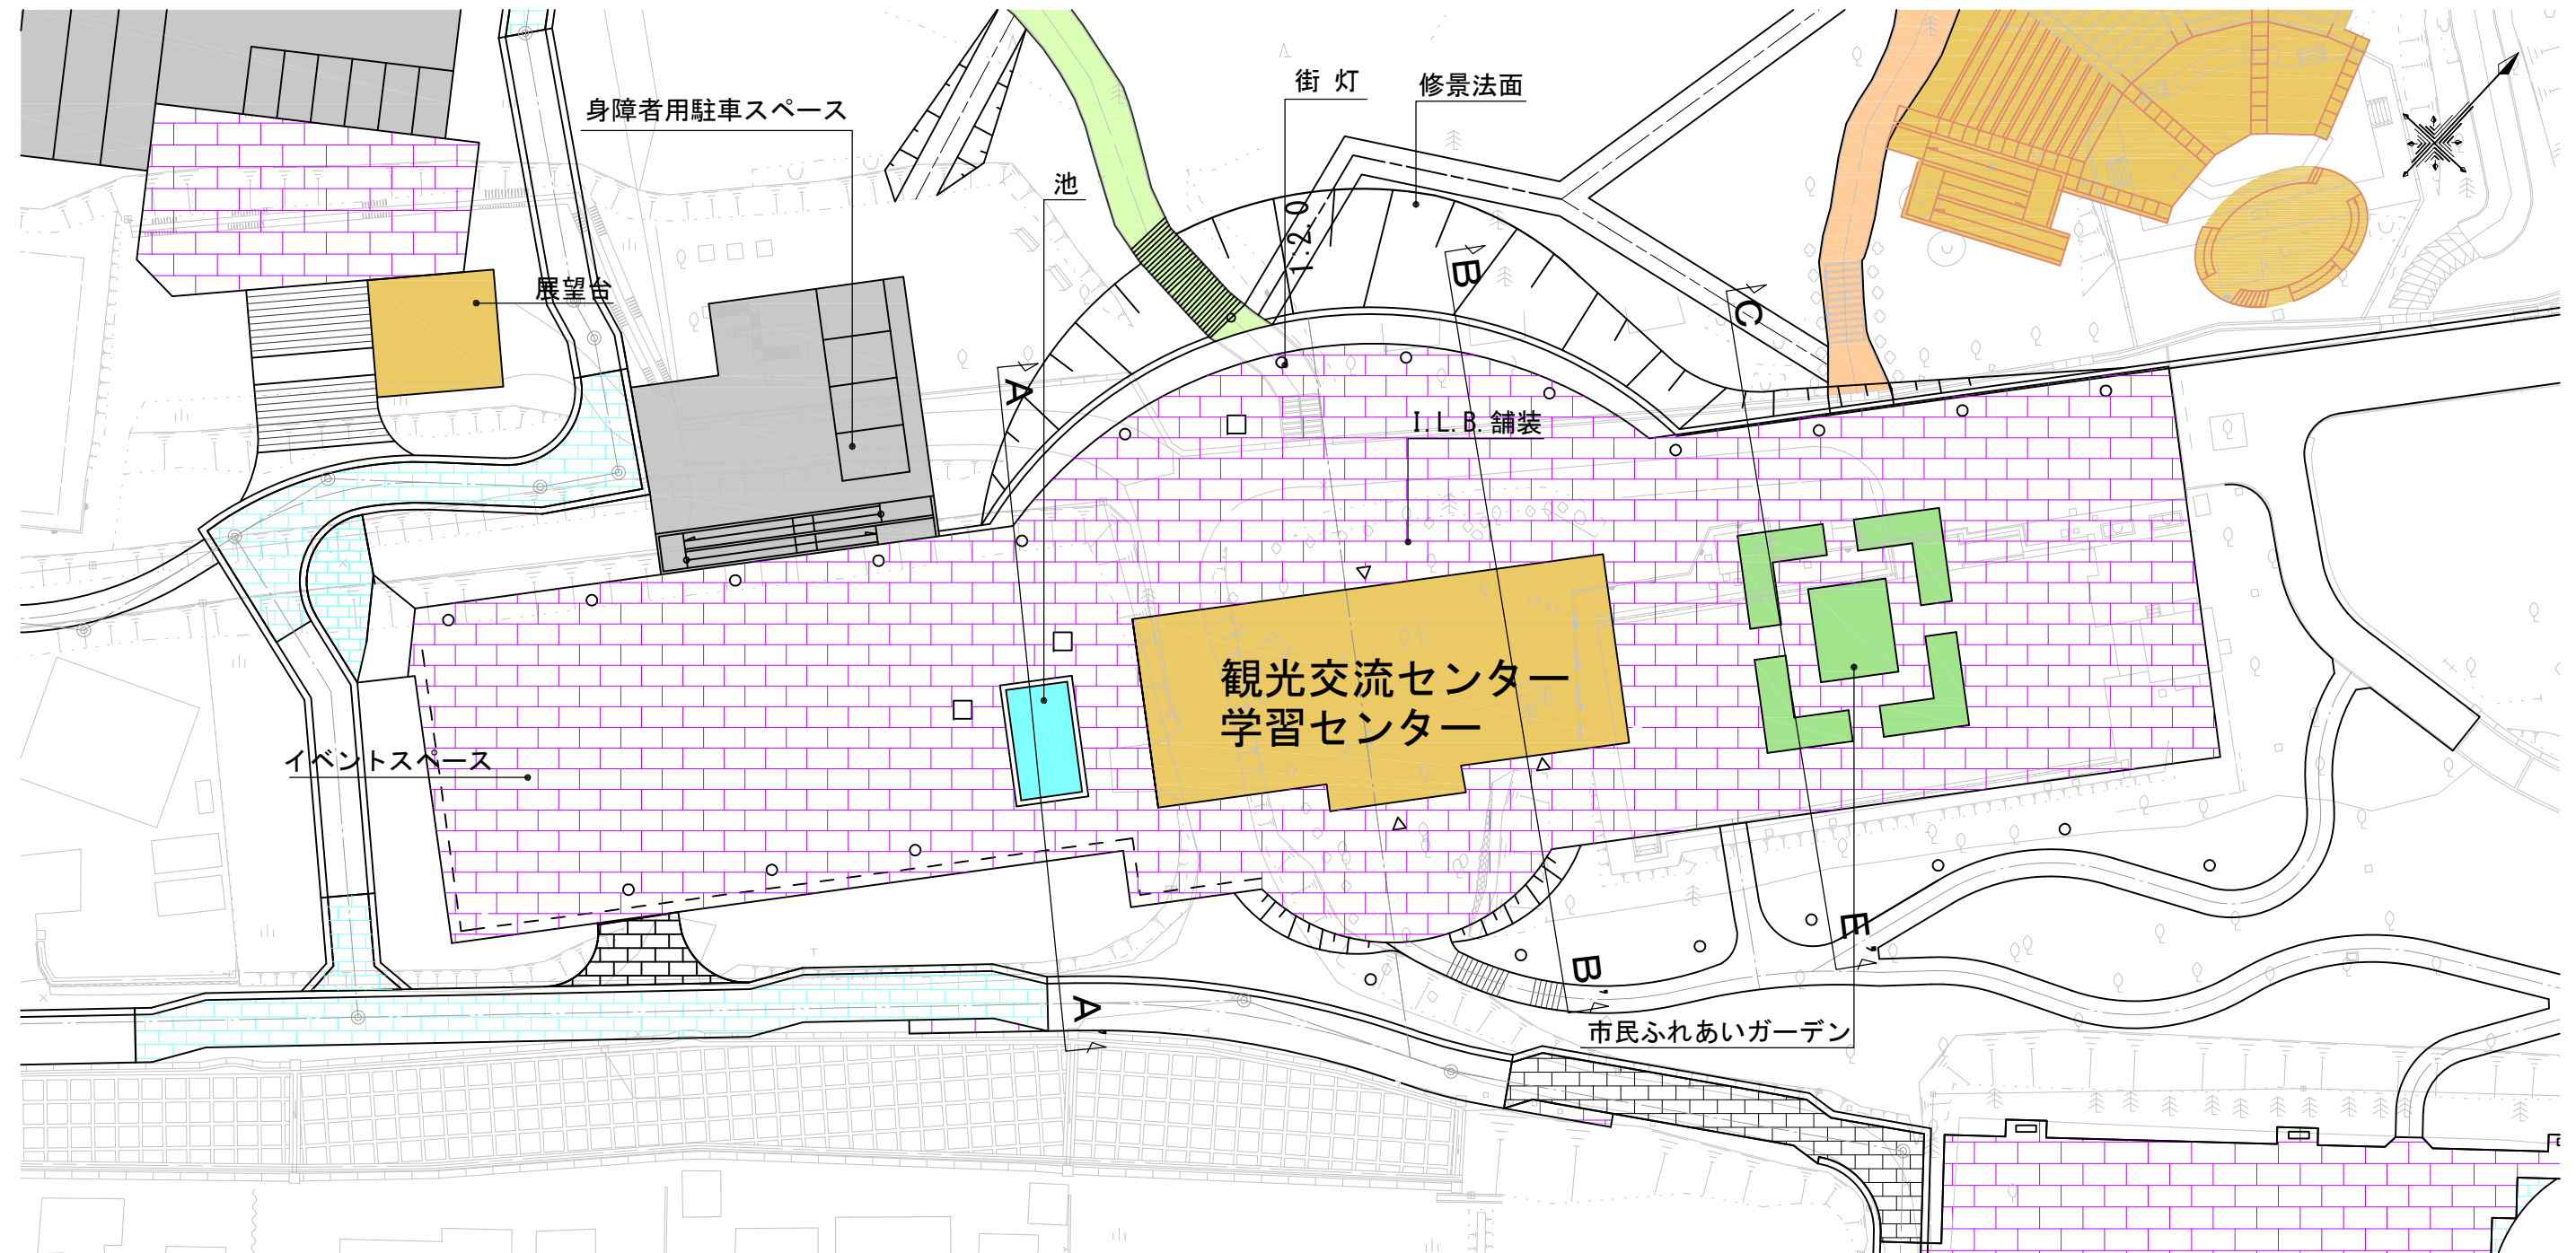 街 灯
修景法面
身障者用駐車スペース
池
1:2.0
B
展望台
C
A
I.L.B.舗装
観光交流センター
学習センター
イベントスペース
E'
B'
A'
市民ふれあいガーデン